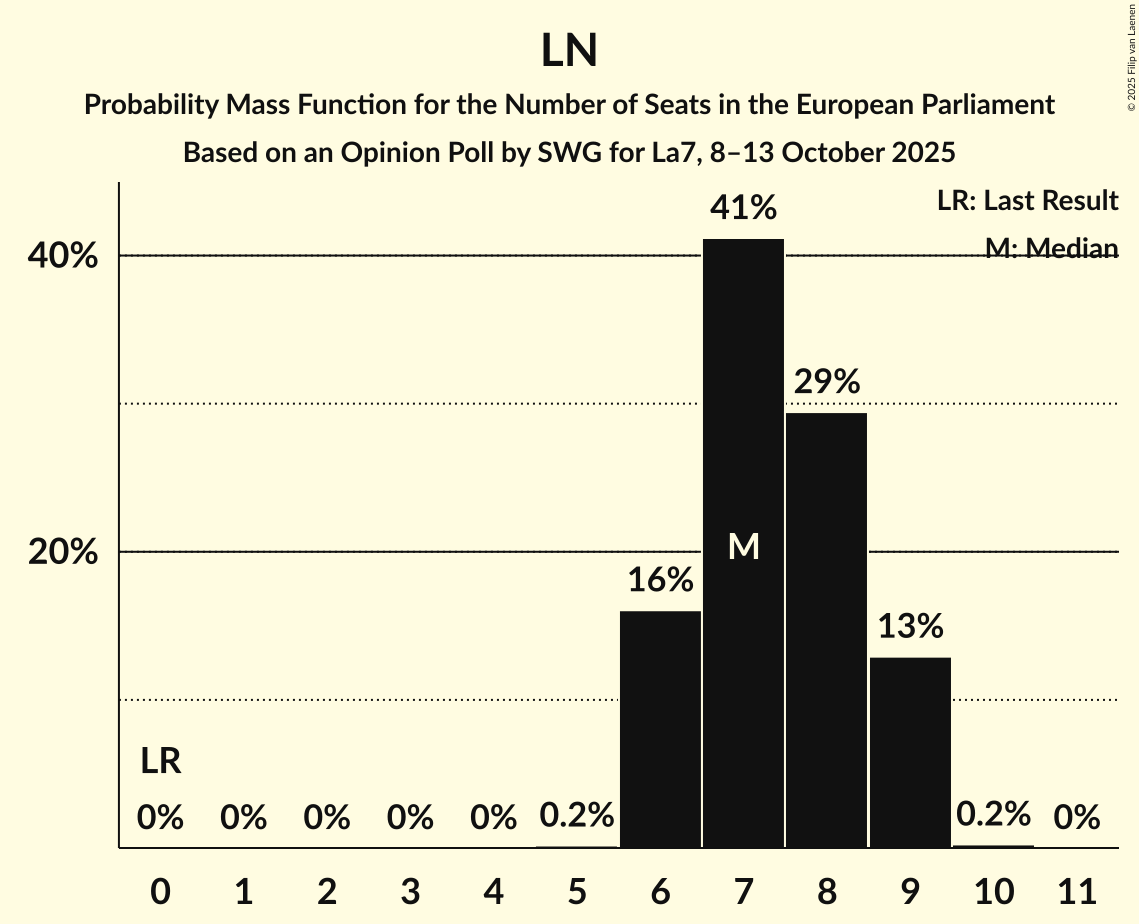 LN
Probability Mass Function for the Number of Seats in the European Parliament
Based on an Opinion Poll by SWG for La7, 8–13 October 2025
© 2025 Filip van Laenen
LR: Last Result
M: Median
41%
40%
29%
20%
M
16%
13%
LR
0% 0% 0% 0% 0% 0.2% 0.2% 0%
0 1 2 3 4 5 6 7 8 9 10 11